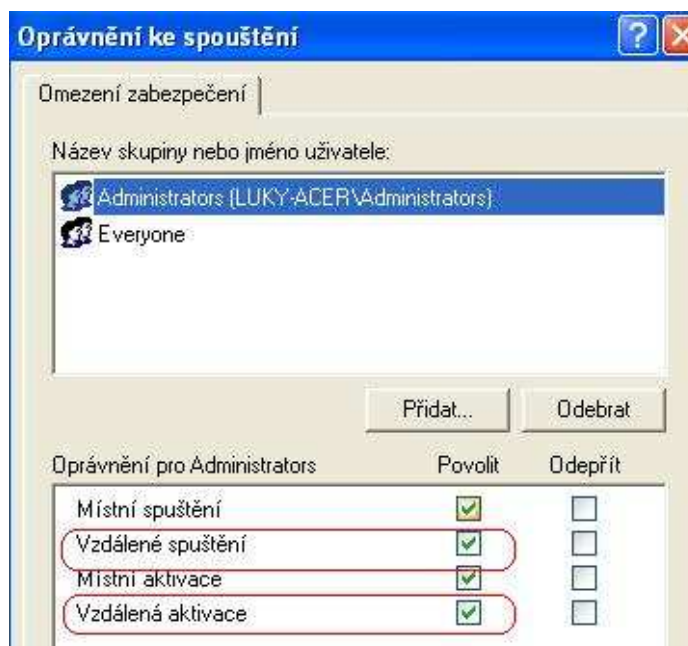 Oprávnění ke spouštění
Omezení zabezpečení
Název skupiny nebo jméno uživatele:
Administrators (LUKY-ACER\Administrators)
Everyone
Přidat... Odebrat
Oprávnění pro Administrators Povolit Odepřít
Místní spuštění
Vzdálené spuštění
Místní aktivace
Vzdálená aktivace